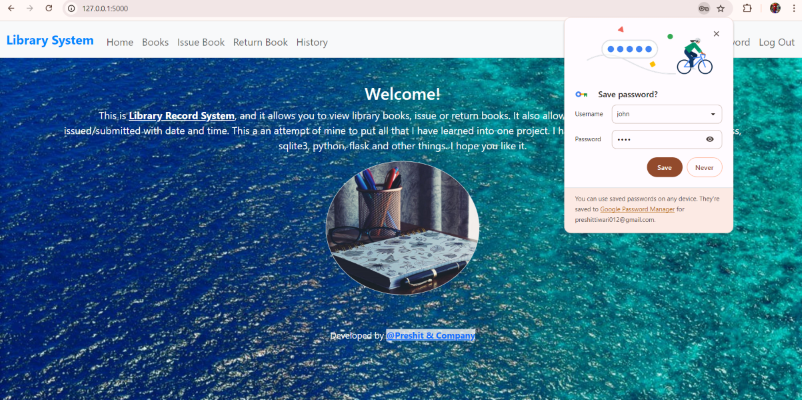 127.0.0.1:5000
Library System Home Books Issue Book Return Book History Log Out
Save password?
Username john
Password ••••
Save Never
You can use saved passwords on any device. They're
saved to Google Password Manager for
preshittiwari012@gmail.com.
Welcome!
This is Library Record System, and it allows you to view library books, issue or return books. It also allow
issued/submitted with date and time. This a an attempt of mine to put all that I have learned into one project. I h
sqlite3, python, flask and other things. I hope you like it.
Developed by @Preshit & Company